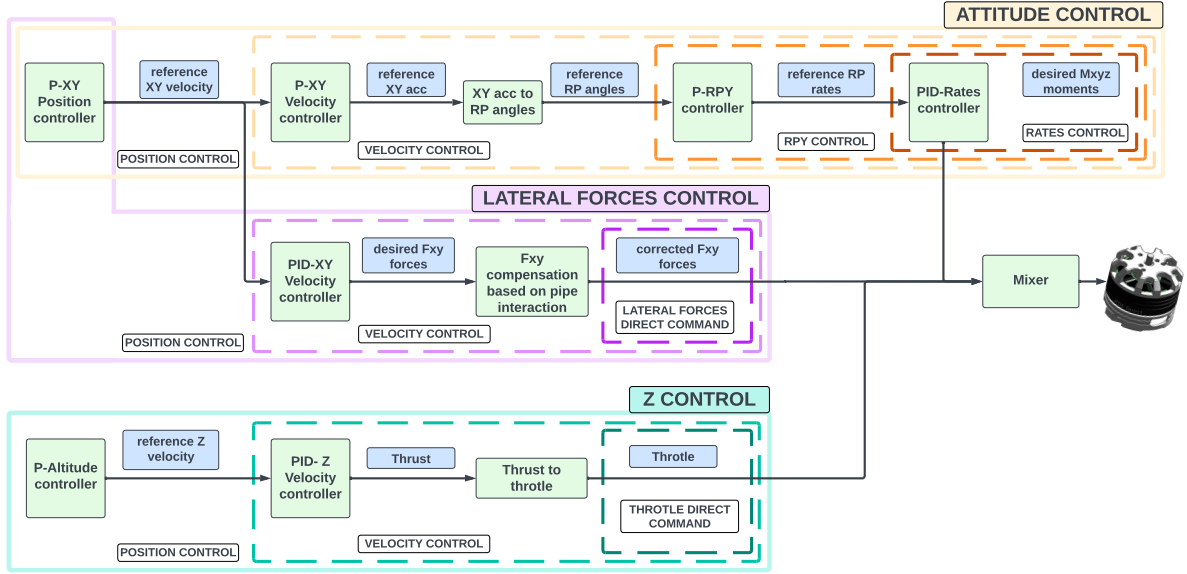 ATTITUDE CONTROL
P-XY
Position
controller
reference
XY velocity
P-XY
Velocity
controller
reference
XY acc
XY acc to
RP angles
reference
RP angles
P-RPY
controller
reference RP
rates
PID-Rates
controller
desired Mxyz
moments
POSITION CONTROL
VELOCITY CONTROL
RPY CONTROL
RATES CONTROL
LATERAL FORCES CONTROL
PID-XY
Velocity
controller
desired Fxy
forces
Fxy
compensation
based on pipe
interaction
corrected Fxy
forces
LATERAL FORCES
DIRECT COMMAND
POSITION CONTROL
VELOCITY CONTROL
Mixer
Z CONTROL
P-Altitude
controller
reference Z
velocity
PID- Z
Velocity
controller
Thrust
Thrust to
throtle
Throtle
THROTLE DIRECT
COMMAND
POSITION CONTROL
VELOCITY CONTROL